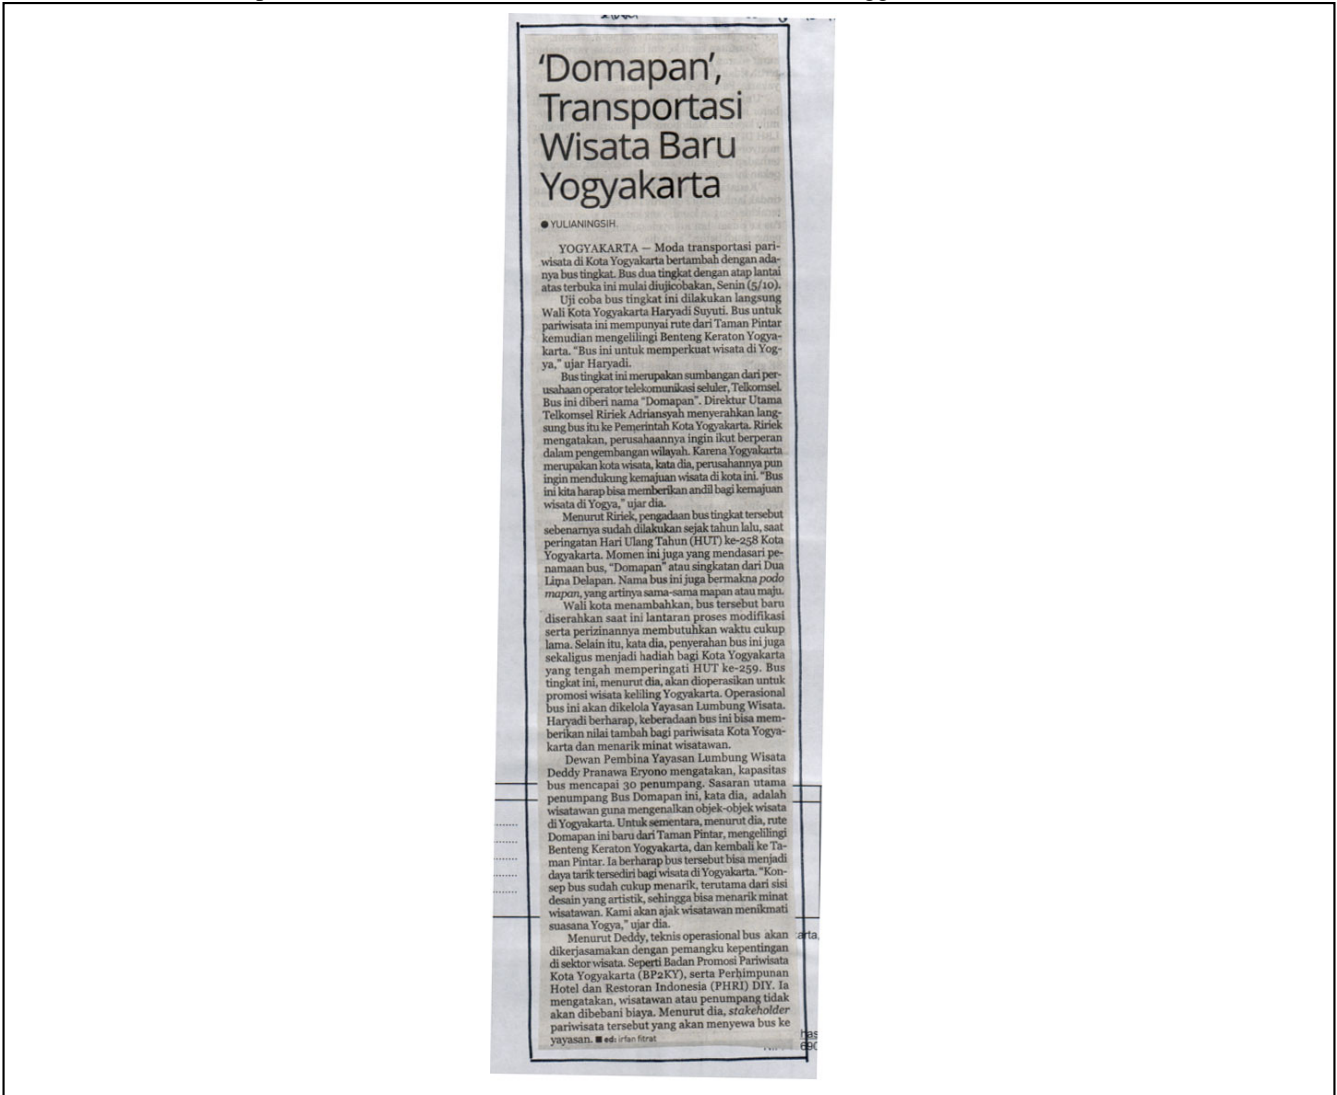 'Domapan',
Transportasi
Wisata Baru
Yogyakarta
● YULIANINGSIH
YOGYAKARTA — Moda transportasi pari-
wisata di Kota Yogyakarta bertambah dengan ada-
nya bus tingkat. Bus dua tingkat dengan atap lantai
atas terbuka ini mulai diujicobakan, Senin (5/10).
Uji coba bus tingkat ini dilakukan langsung
Wali Kota Yogyakarta Haryadi Suyuti. Bus untuk
pariwisata ini mempunyai rute dari Taman Pintar
kemudian mengelilingi Benteng Keraton Yogya-
karta. "Bus ini untuk memperkuat wisata di Yog-
ya," ujar Haryadi.
Bus tingkat ini merupakan sumbangan dari per-
usahaan operator telekomunikasi seluler, Telkomsel.
Bus ini diberi nama "Domapan". Direktur Utama
Telkomsel Ririek Adriansyah menyerahkan lang-
sung bus itu ke Pemerintah Kota Yogyakarta. Ririek
mengatakan, perusahaannya ingin ikut berperan
dalam pengembangan wilayah. Karena Yogyakarta
merupakan kota wisata, kata dia, perusahannya pun
ingin mendukung kemajuan wisata di kota ini. "Bus
ini kita harap bisa memberikan andil bagi kemajuan
wisata di Yogya," ujar dia.
Menurut Ririek, pengadaan bus tingkat tersebut
sebenarnya sudah dilakukan sejak tahun lalu, saat
peringatan Hari Ulang Tahun (HUT) ke-258 Kota
Yogyakarta. Momen ini juga yang mendasari pe-
namaan bus, "Domapan" atau singkatan dari Dua
Lima Delapan. Nama bus ini juga bermakna podo
mapan, yang artinya sama-sama mapan atau maju.
Wali kota menambahkan, bus tersebut baru
diserahkan saat ini lantaran proses modifikasi
serta perizinannya membutuhkan waktu cukup
lama. Selain itu, kata dia, penyerahan bus ini juga
sekaligus menjadi hadiah bagi Kota Yogyakarta
yang tengah memperingati HUT ke-259. Bus
tingkat ini, menurut dia, akan dioperasikan untuk
promosi wisata keliling Yogyakarta. Operasional
bus ini akan dikelola Yayasan Lumbung Wisata.
Haryadi berharap, keberadaan bus ini bisa mem-
berikan nilai tambah bagi pariwisata Kota Yogya-
karta dan menarik minat wisatawan.
Dewan Pembina Yayasan Lumbung Wisata
Deddy Pranawa Eryono mengatakan, kapasitas
bus mencapai 30 penumpang. Sasaran utama
penumpang Bus Domapan ini, kata dia, adalah
wisatawan guna mengenalkan objek-objek wisata
di Yogyakarta. Untuk sementara, menurut dia, rute
Domapan ini baru dari Taman Pintar, mengelilingi
Benteng Keraton Yogyakarta, dan kembali ke Ta-
man Pintar. Ia berharap bus tersebut bisa menjadi
daya tarik tersediri bagi wisata di Yogyakarta. "Kon-
sep bus sudah cukup menarik, terutama dari sisi
desain yang artistik, sehingga bisa menarik minat
wisatawan. Kami akan ajak wisatawan menikmati
suasana Yogya," ujar dia.
Menurut Deddy, teknis operasional bus akan
dikerjasamakan dengan pemangku kepentingan
di sektor wisata. Seperti Badan Promosi Pariwisata
Kota Yogyakarta (BP2KY), serta Perhimpunan
Hotel dan Restoran Indonesia (PHRI) DIY. Ia
mengatakan, wisatawan atau penumpang tidak
akan dibebani biaya. Menurut dia, stakeholder
pariwisata tersebut yang akan menyewa bus ke
yayasan. ■ ed: irfan fitrat